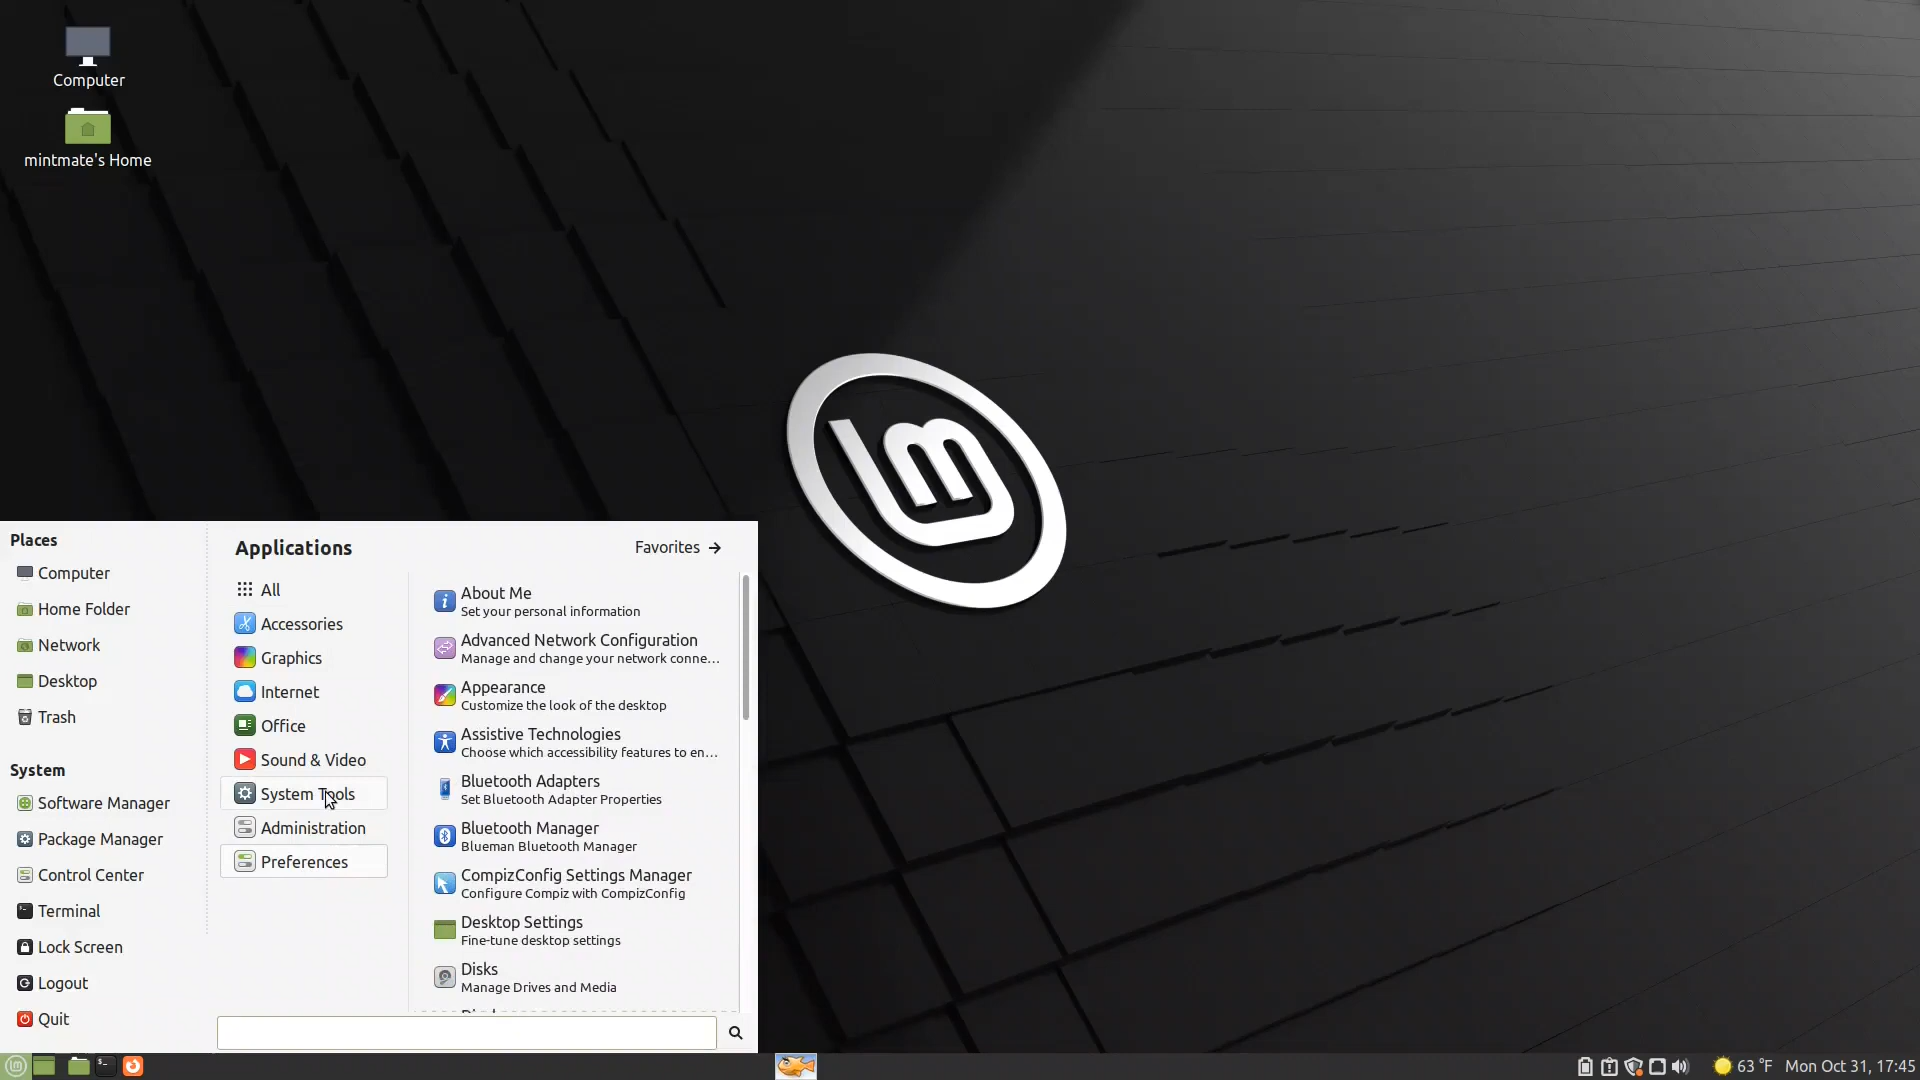 Computer
mintmate's Home
Places
Computer
Home Folder
Network
Desktop
Trash
System
Software Manager
Package Manager
Control Center
Terminal
Lock Screen
Logout
Quit
Applications
Favorites
All
Accessories
Graphics
Internet
Office
Sound & Video
System Tools
Administration
Preferences
About Me
Set your personal information
Advanced Network Configuration
Manage and change your network conne…
Appearance
Customize the look of the desktop
Assistive Technologies
Choose which accessibility features to en…
Bluetooth Adapters
Set Bluetooth Adapter Properties
Bluetooth Manager
Blueman Bluetooth Manager
CompizConfig Settings Manager
Configure Compiz with CompizConfig
Desktop Settings
Fine-tune desktop settings
Disks
Manage Drives and Media
63 °F Mon Oct 31, 17:45